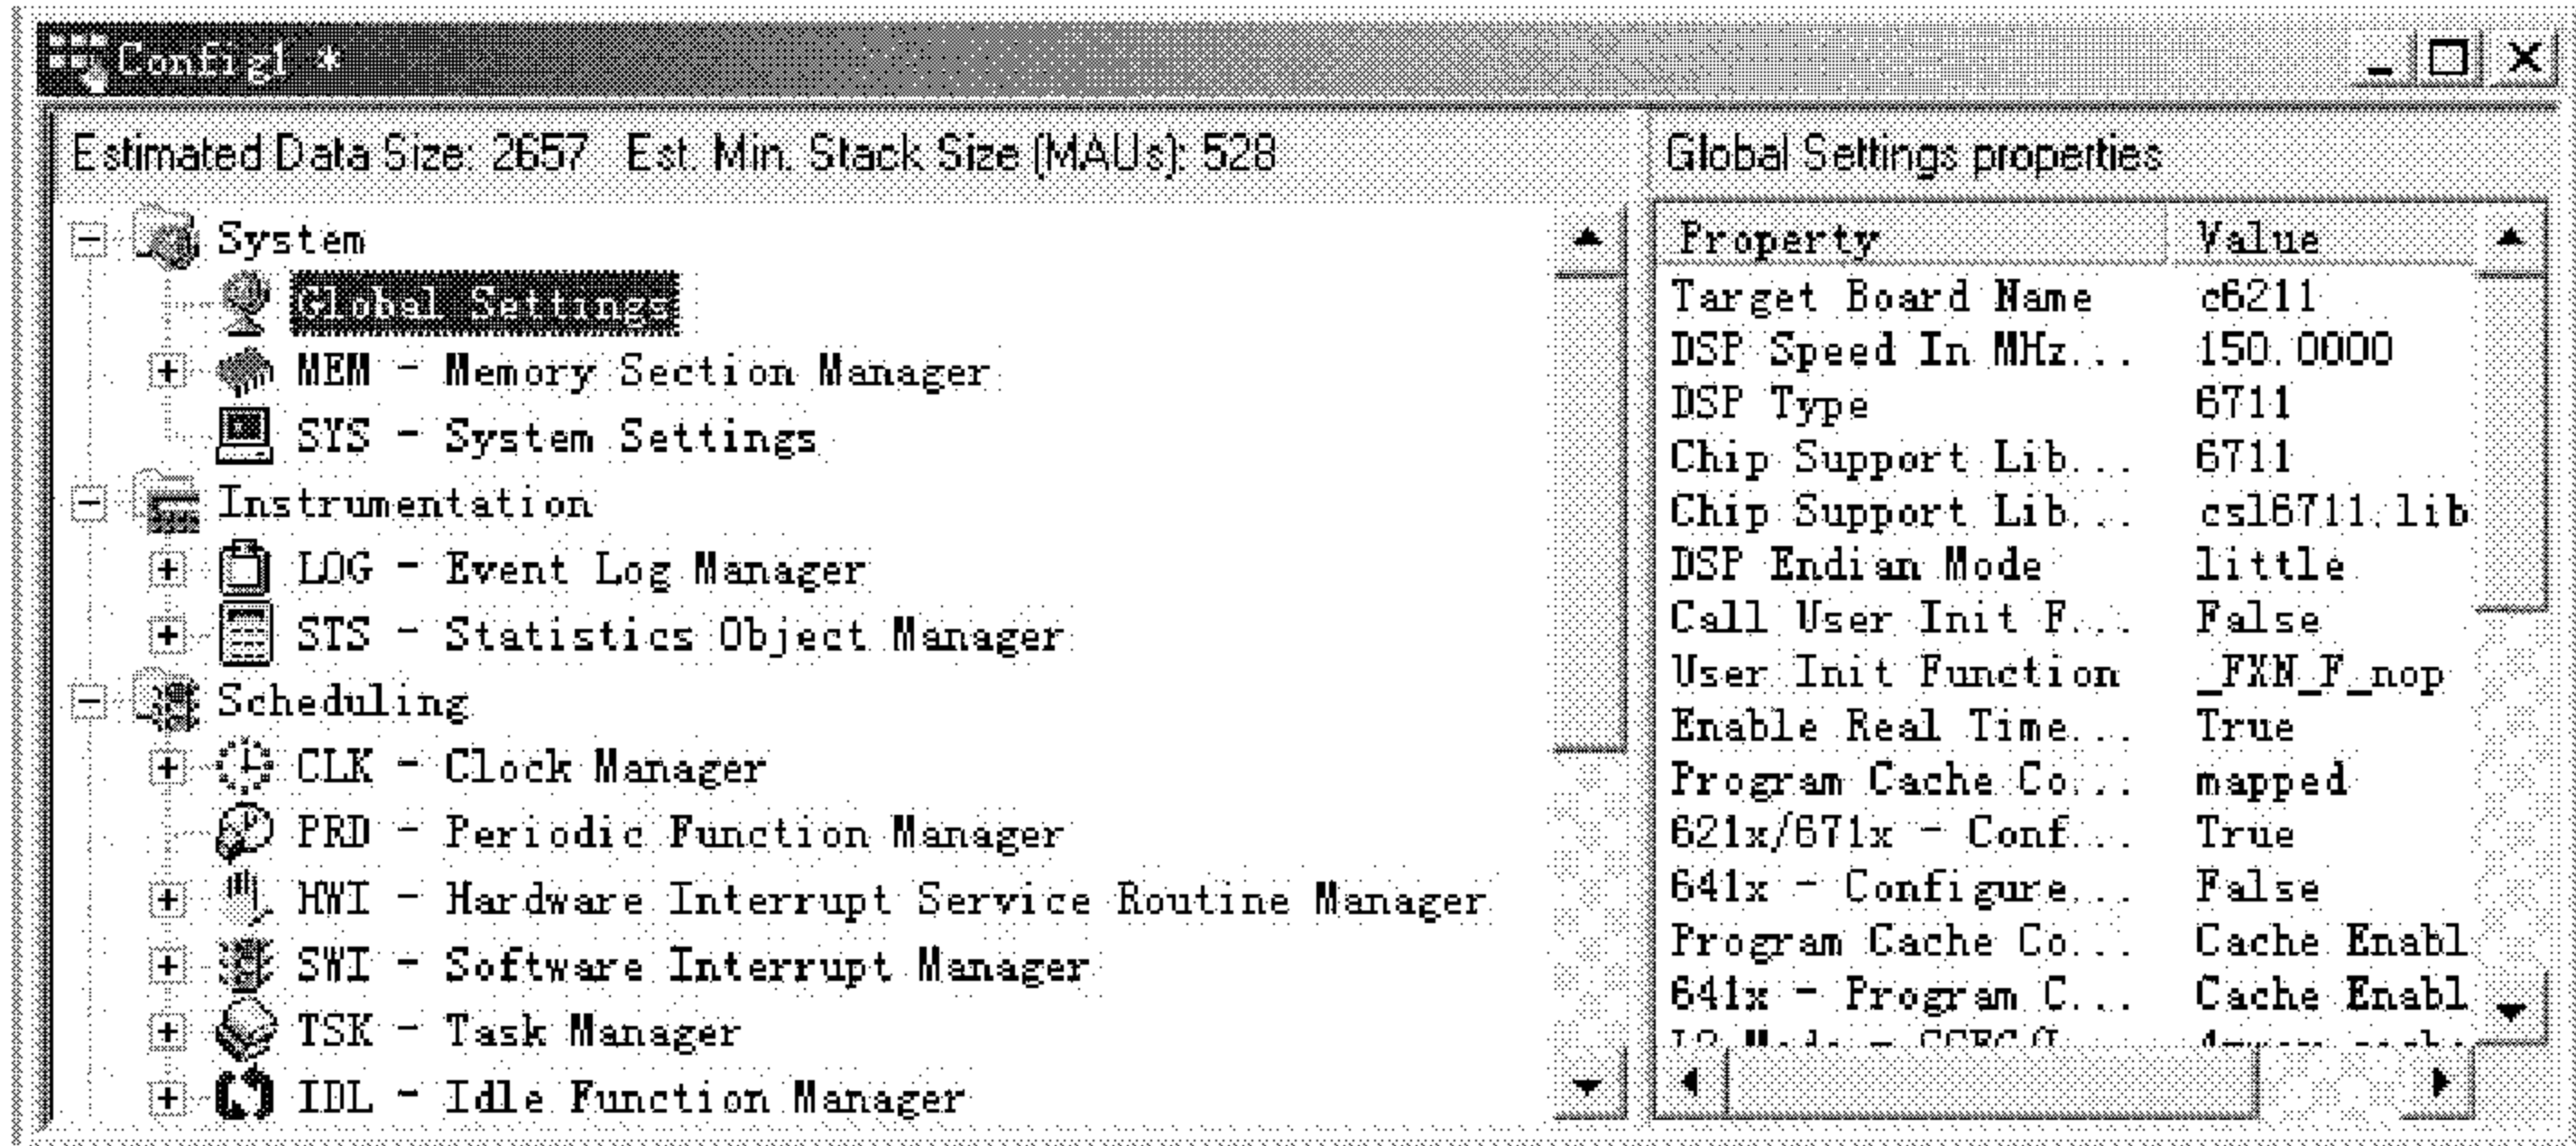 Config1 *
Estimated Data Size: 2657 Est. Min. Stack Size (MAUs): 528
System
Global Settings
MEM - Memory Section Manager
SYS - System Settings
Instrumentation
LOG - Event Log Manager
STS - Statistics Object Manager
Scheduling
CLK - Clock Manager
PRD - Periodic Function Manager
HWI - Hardware Interrupt Service Routine Manager
SWI - Software Interrupt Manager
TSK - Task Manager
IDL - Idle Function Manager
Global Settings properties
Property Value
Target Board Name c6211
DSP Speed In MHz... 150.0000
DSP Type 6711
Chip Support Lib... 6711
Chip Support Lib... csl6711.lib
DSP Endian Mode little
Call User Init F... False
User Init Function _FXN_F_nop
Enable Real Time... True
Program Cache Co... mapped
621x/671x - Conf... True
641x - Configure... False
Program Cache Co... Cache Enabl
641x - Program C... Cache Enabl